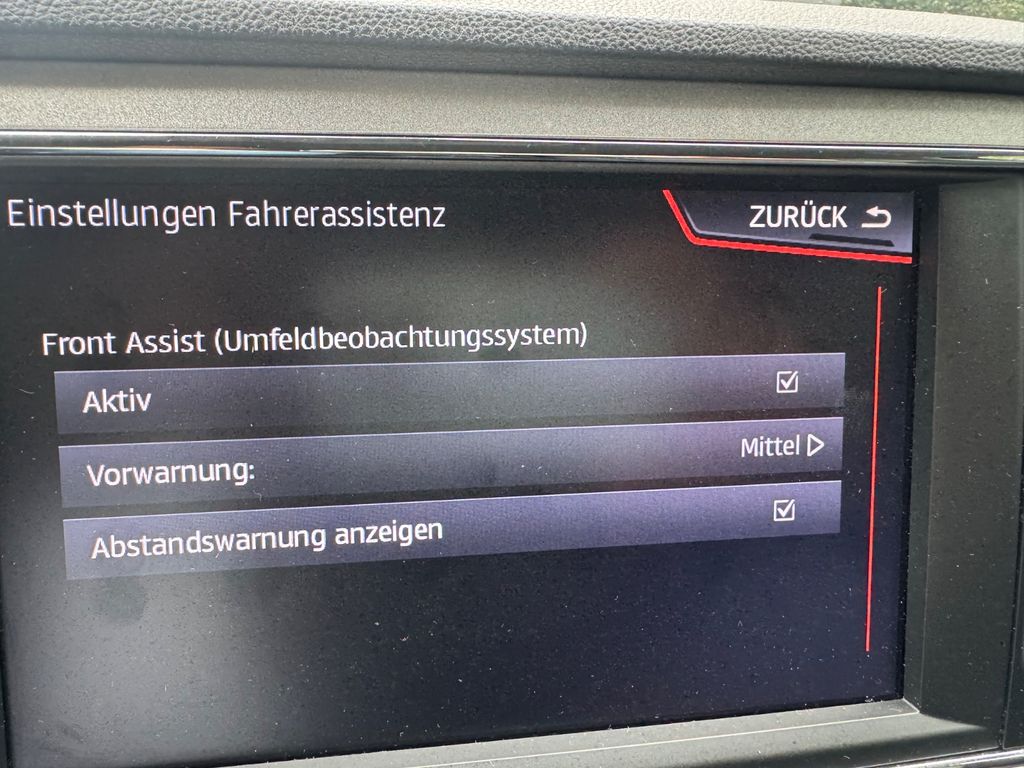 Einstellungen Fahrerassistenz
ZURÜCK
Front Assist (Umfeldbeobachtungssystem)
Aktiv
Vorwarnung: Mittel
Abstandswarnung anzeigen